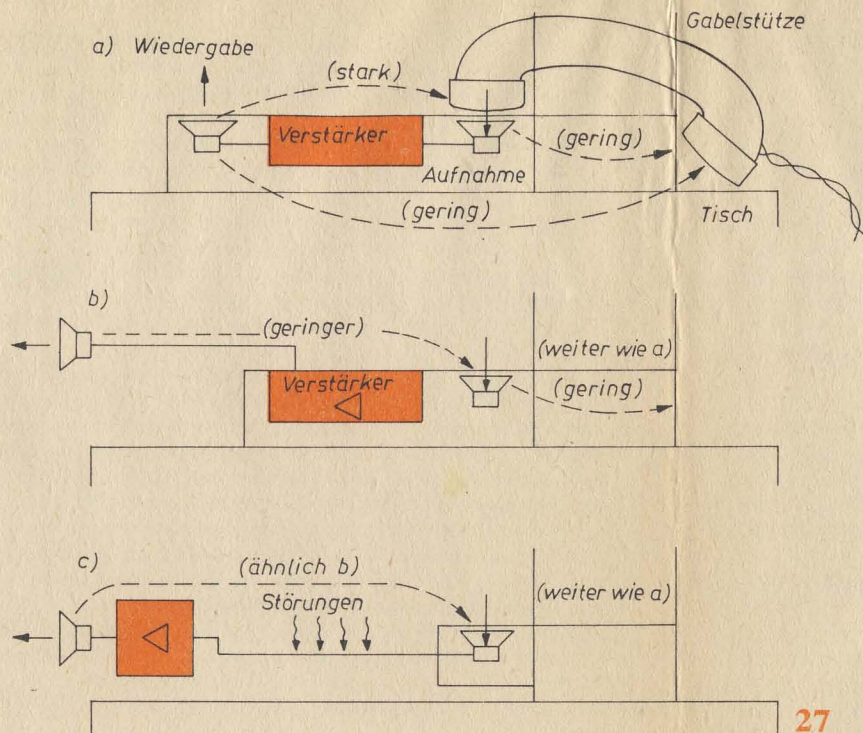 Gabelstütze
a) Wiedergabe
(stark)
Verstärker
(gering)
Aufnahme
(gering)
Tisch
b)
(geringer)
(weiter wie a)
Verstärker
(gering)
c)
(ähnlich b)
(weiter wie a)
Störungen
27